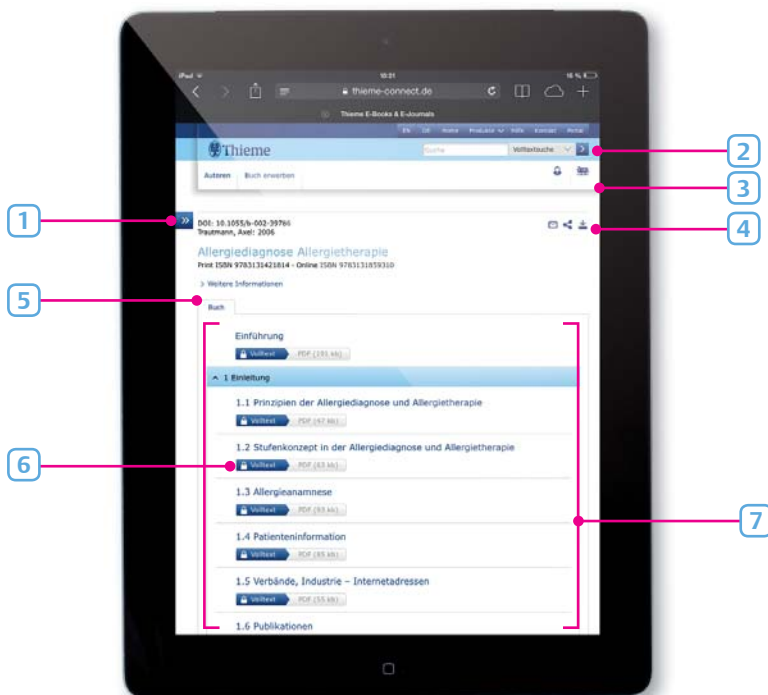 iPad
10:31
16 %
thieme-connect.de
Thieme E-Books & E-Journals
EN DE Home Produkte Hilfe Kontakt Portal
Thieme
Suche
Volltextsuche
2
Autoren
Buch erwerben
3
1
DOI: 10.1055/b-002-39766
Trautmann, Axel: 2006
4
Allergiediagnose Allergietherapie
Print ISBN 9783131421814 - Online ISBN 9783131859310
> Weitere Informationen
5
Buch
Einführung
Volltext PDF (191 kb)
1 Einleitung
1.1 Prinzipien der Allergiediagnose und Allergietherapie
Volltext PDF (47 kb)
1.2 Stufenkonzept in der Allergiediagnose und Allergietherapie
6
Volltext PDF (43 kb)
1.3 Allergieanamnese
Volltext PDF (93 kb)
7
1.4 Patienteninformation
Volltext PDF (85 kb)
1.5 Verbände, Industrie – Internetadressen
Volltext PDF (55 kb)
1.6 Publikationen